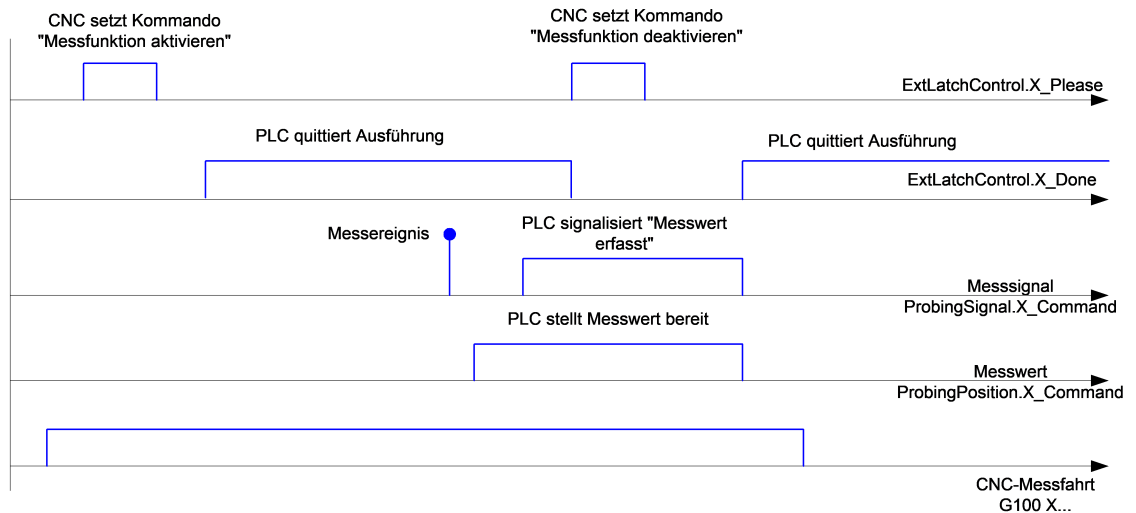 CNC setzt Kommando
"Messfunktion aktivieren"
CNC setzt Kommando
"Messfunktion deaktivieren"
ExtLatchControl.X_Please
PLC quittiert Ausführung
PLC quittiert Ausführung
ExtLatchControl.X_Done
Messereignis
PLC signalisiert "Messwert
erfasst"
Messsignal
ProbingSignal.X_Command
PLC stellt Messwert bereit
Messwert
ProbingPosition.X_Command
CNC-Messfahrt
G100 X...